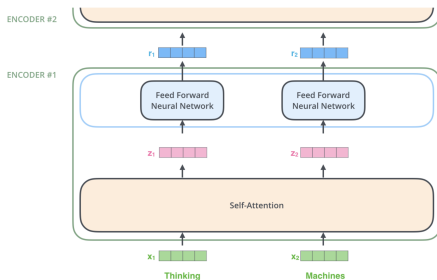 ENCODER #2
r₁ r₂
ENCODER #1
Feed Forward Neural Network
Feed Forward Neural Network
z₁ z₂
Self-Attention
x₁ x₂
Thinking Machines